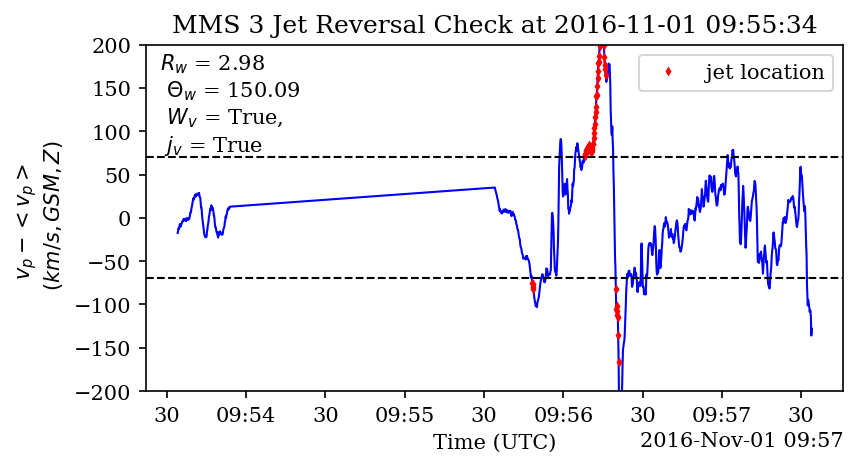 MMS 3 Jet Reversal Check at 2016-11-01 09:55:34
R_w = 2.98
Θ_w = 150.09
W_v = True,
j_v = True
jet location
v_p − < v_p >
(km/s, GSM, Z)
200
150
100
50
0
−50
−100
−150
−200
30 09:54 30 09:55 30 09:56 30 09:57 30
Time (UTC)
2016-Nov-01 09:57